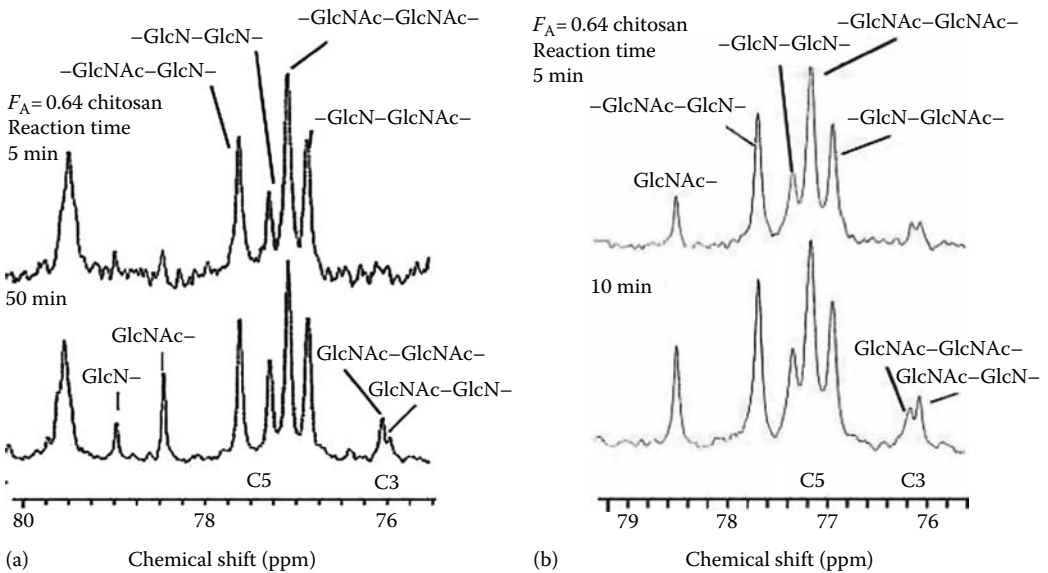 –GlcNAc–GlcNAc–
–GlcN–GlcN–
–GlcNAc–GlcN–
F_A = 0.64 chitosan
Reaction time
5 min
–GlcN–GlcNAc–
50 min
GlcNAc–
GlcN–
GlcNAc–GlcNAc–
GlcNAc–GlcN–
C5
C3
80
78
76
(a)
Chemical shift (ppm)
F_A = 0.64 chitosan
Reaction time
5 min
–GlcNAc–GlcNAc–
–GlcN–GlcN–
–GlcNAc–GlcN–
–GlcN–GlcNAc–
GlcNAc–
10 min
GlcNAc–GlcNAc–
GlcNAc–GlcN–
C5
C3
79
78
77
76
(b)
Chemical shift (ppm)